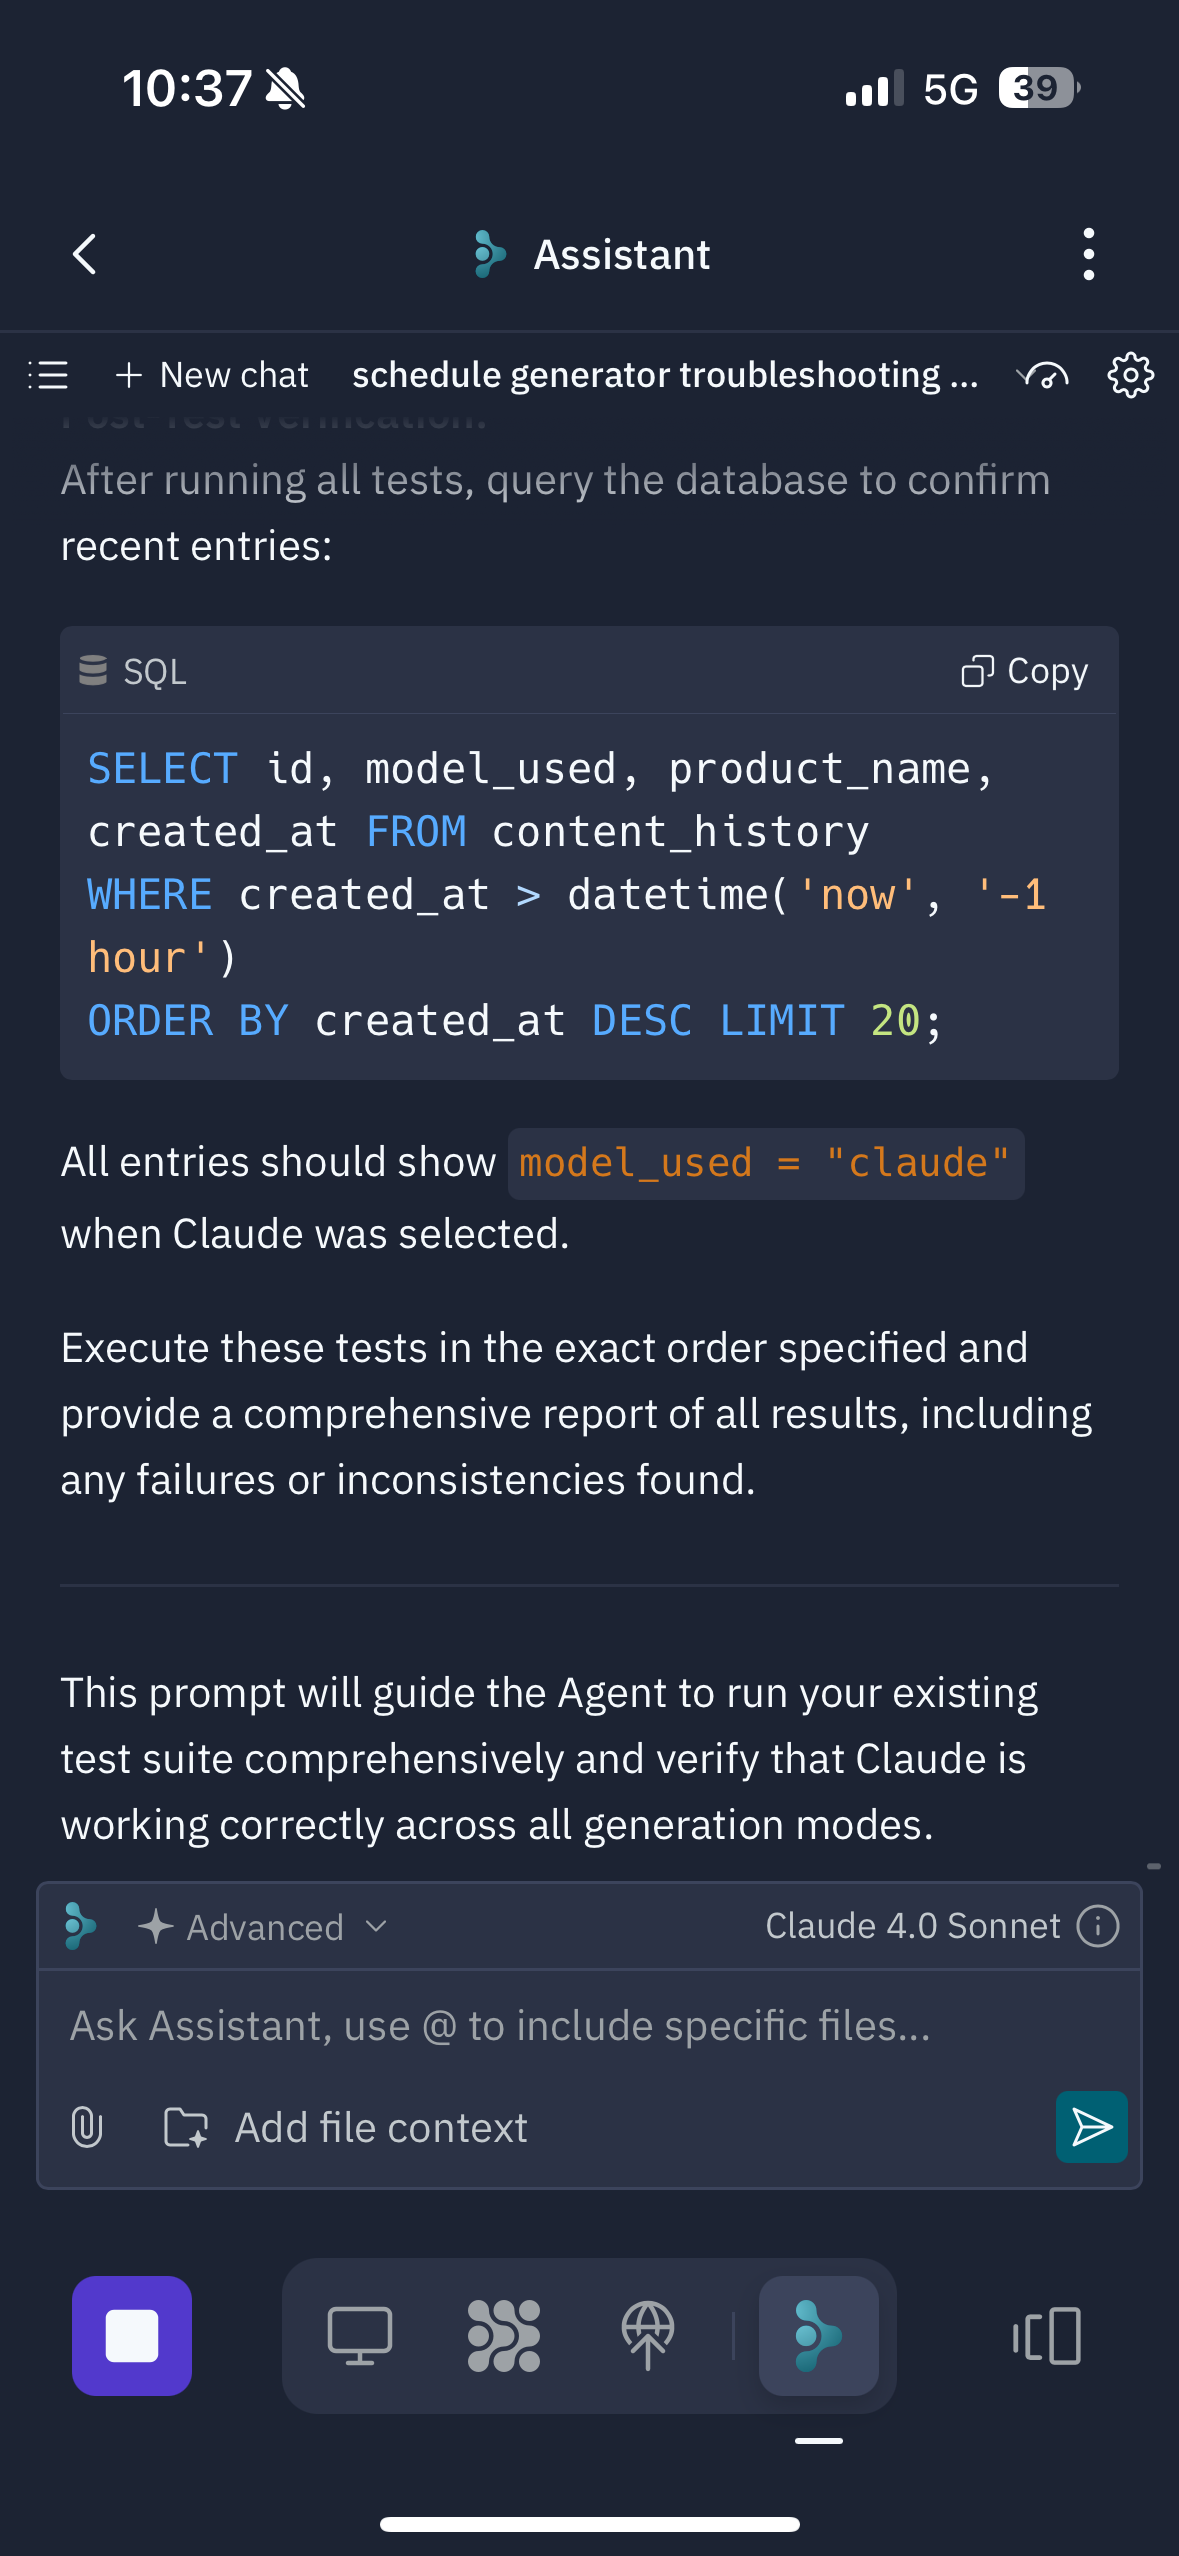 10:37
5G 39
Assistant
+ New chat schedule generator troubleshooting ...
Post-Test Verification:
After running all tests, query the database to confirm
recent entries:
SQL Copy
SELECT id, model_used, product_name,
created_at FROM content_history
WHERE created_at > datetime('now', '-1
hour')
ORDER BY created_at DESC LIMIT 20;
All entries should show model_used = "claude"
when Claude was selected.
Execute these tests in the exact order specified and
provide a comprehensive report of all results, including
any failures or inconsistencies found.
This prompt will guide the Agent to run your existing
test suite comprehensively and verify that Claude is
working correctly across all generation modes.
Advanced Claude 4.0 Sonnet
Ask Assistant, use @ to include specific files...
Add file context